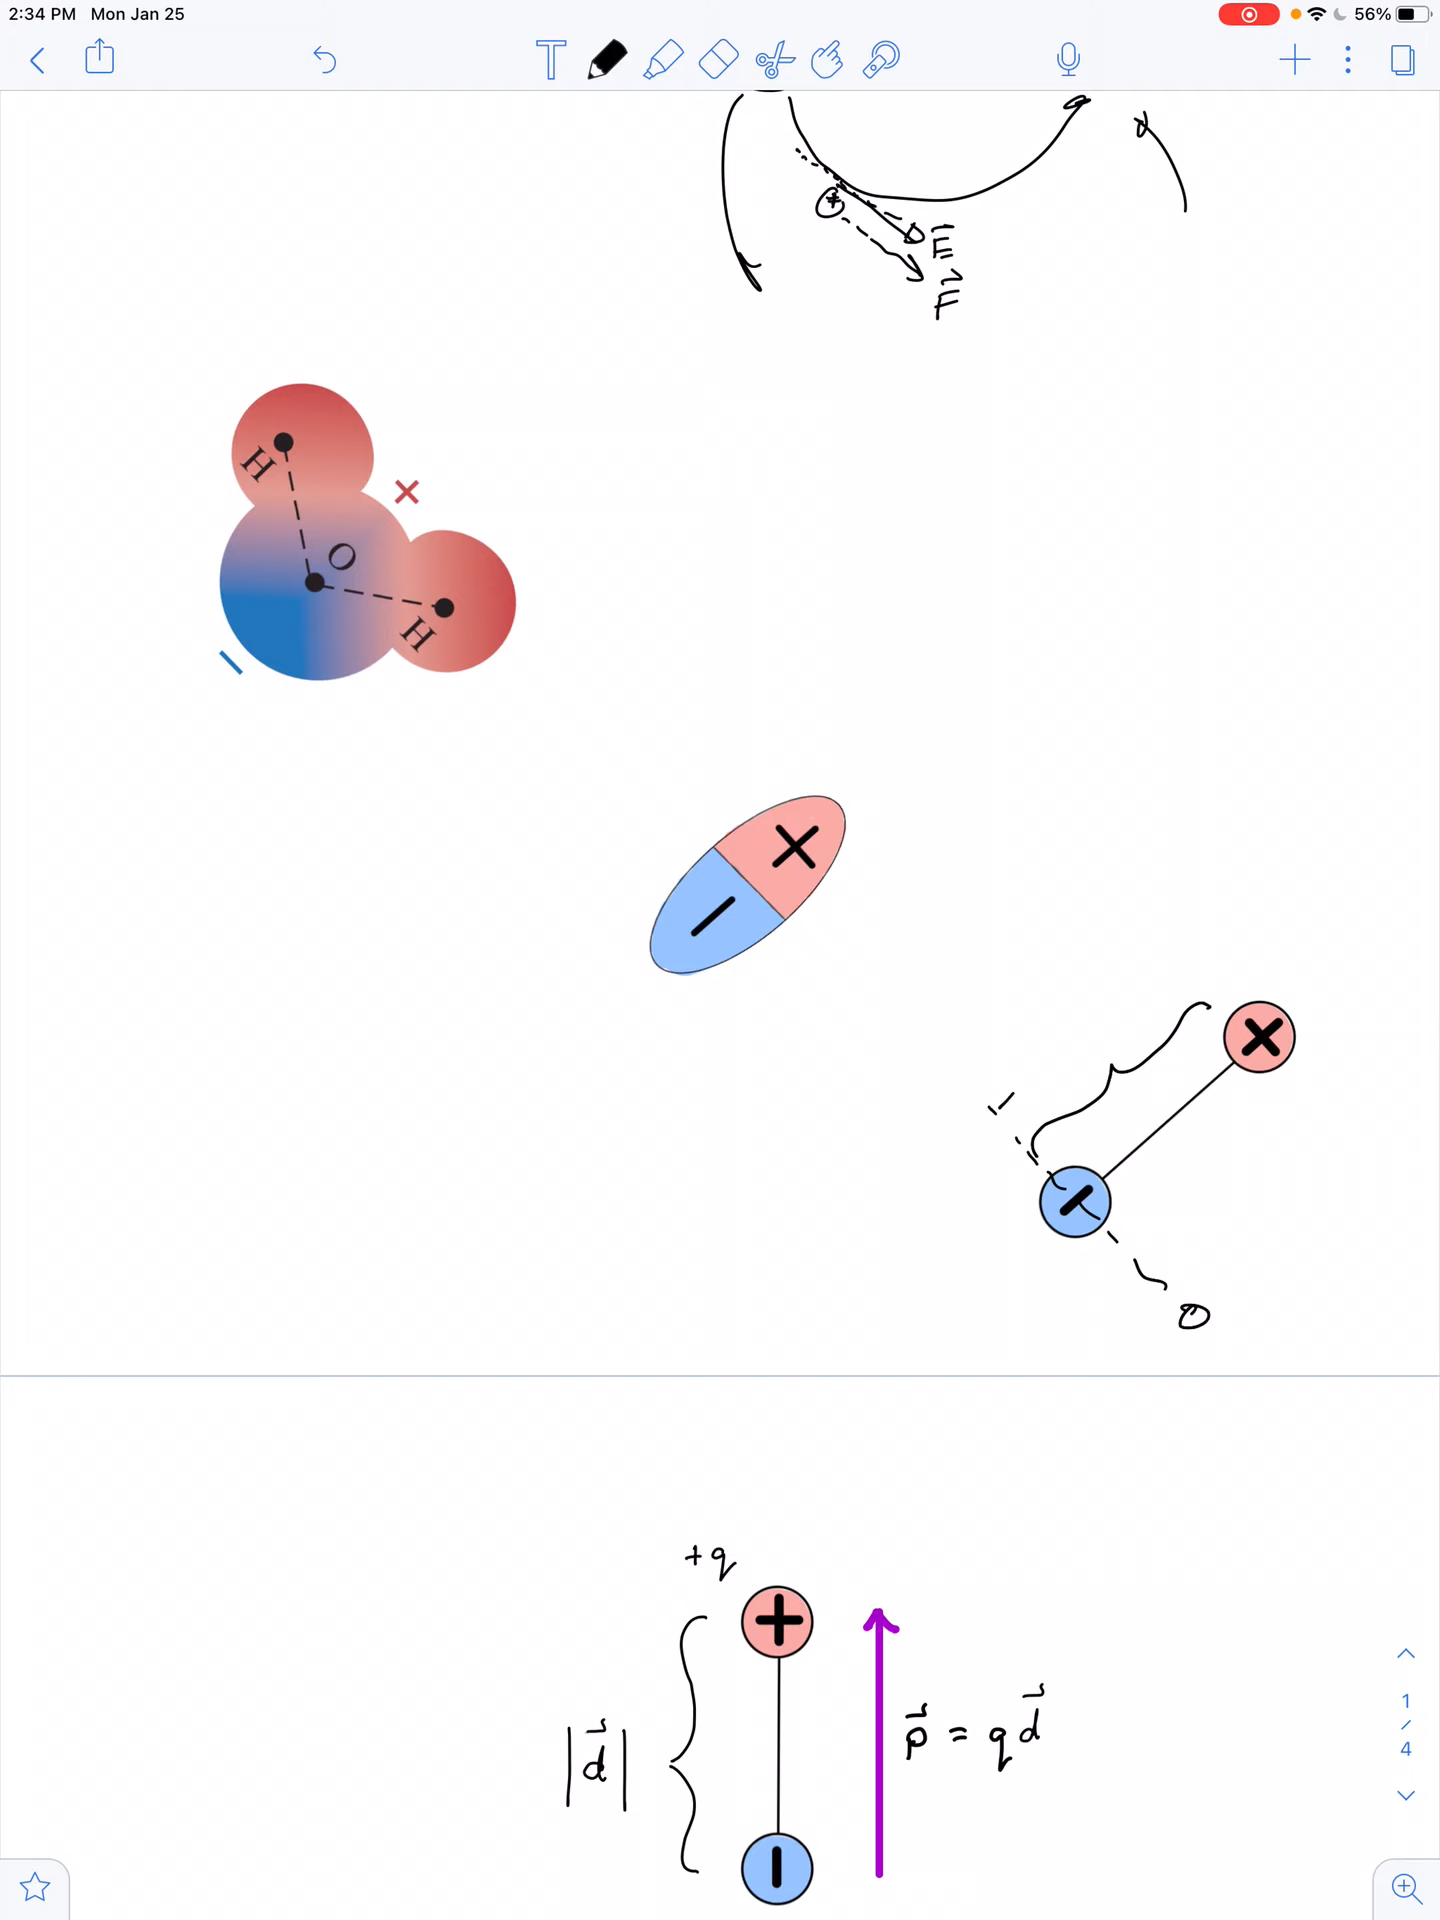 2:34 PM Mon Jan 25
56%
T
E⃗
F⃗
H
×
O
H
−
×
−
×
−
+q
+
|d⃗|
p⃗ = q d⃗
−
1
/
4